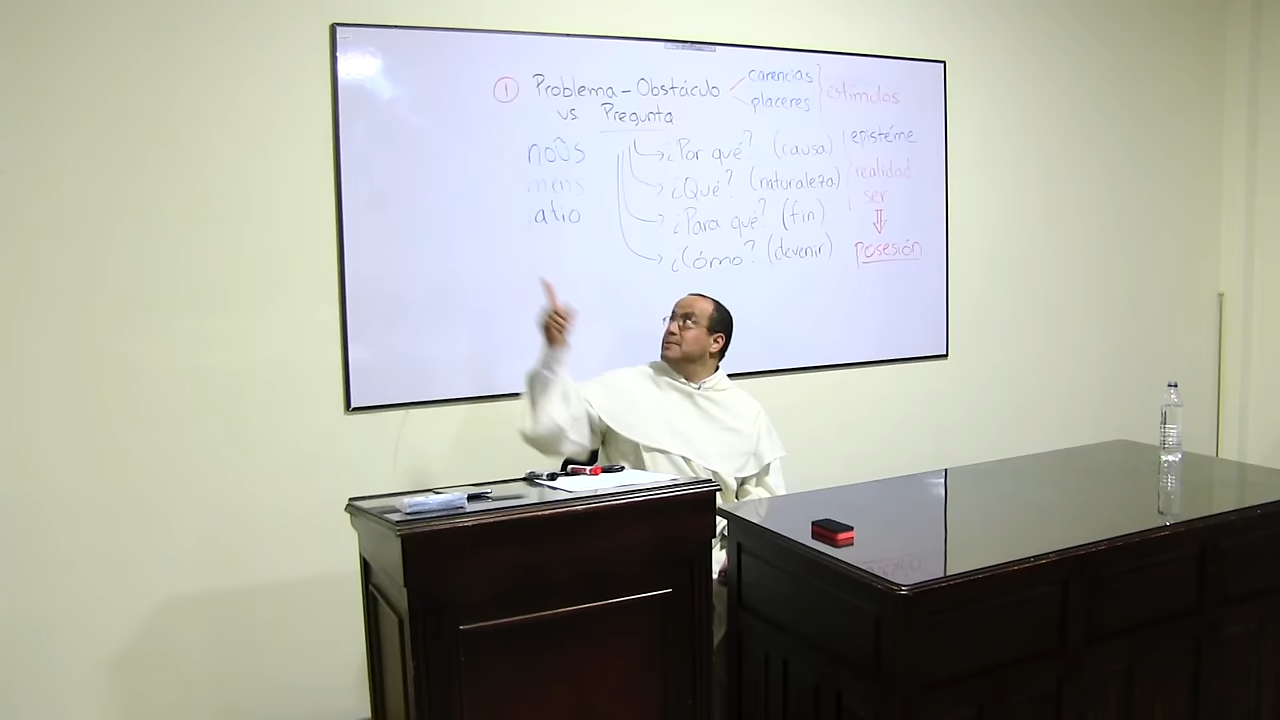 ① Problema - Obstáculo carencias
placeres
estímulos
vs. Pregunta
noûs
mens
atio
¿Por qué? (causa)
¿Qué? (naturaleza)
¿Para qué? (fin)
¿Cómo? (devenir)
epistéme
realidad
ser
⇓
posesión